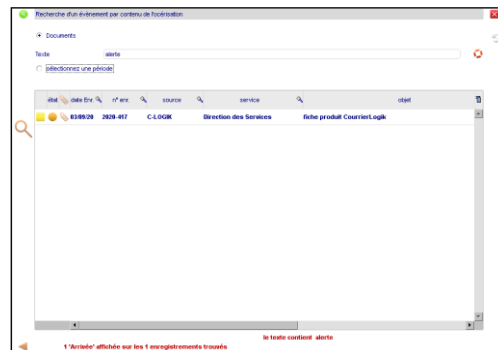 Recherche d'un évènement par contenu de l'océrisation
Documents
Texte alerte
sélectionnez une période
état date Enr. n° enr. source service objet
03/09/20 2020-417 C-LOGIK Direction des Services fiche produit CourrierLogik
le texte contient alerte
1 'Arrivée' affichée sur les 1 enregistrements trouvés